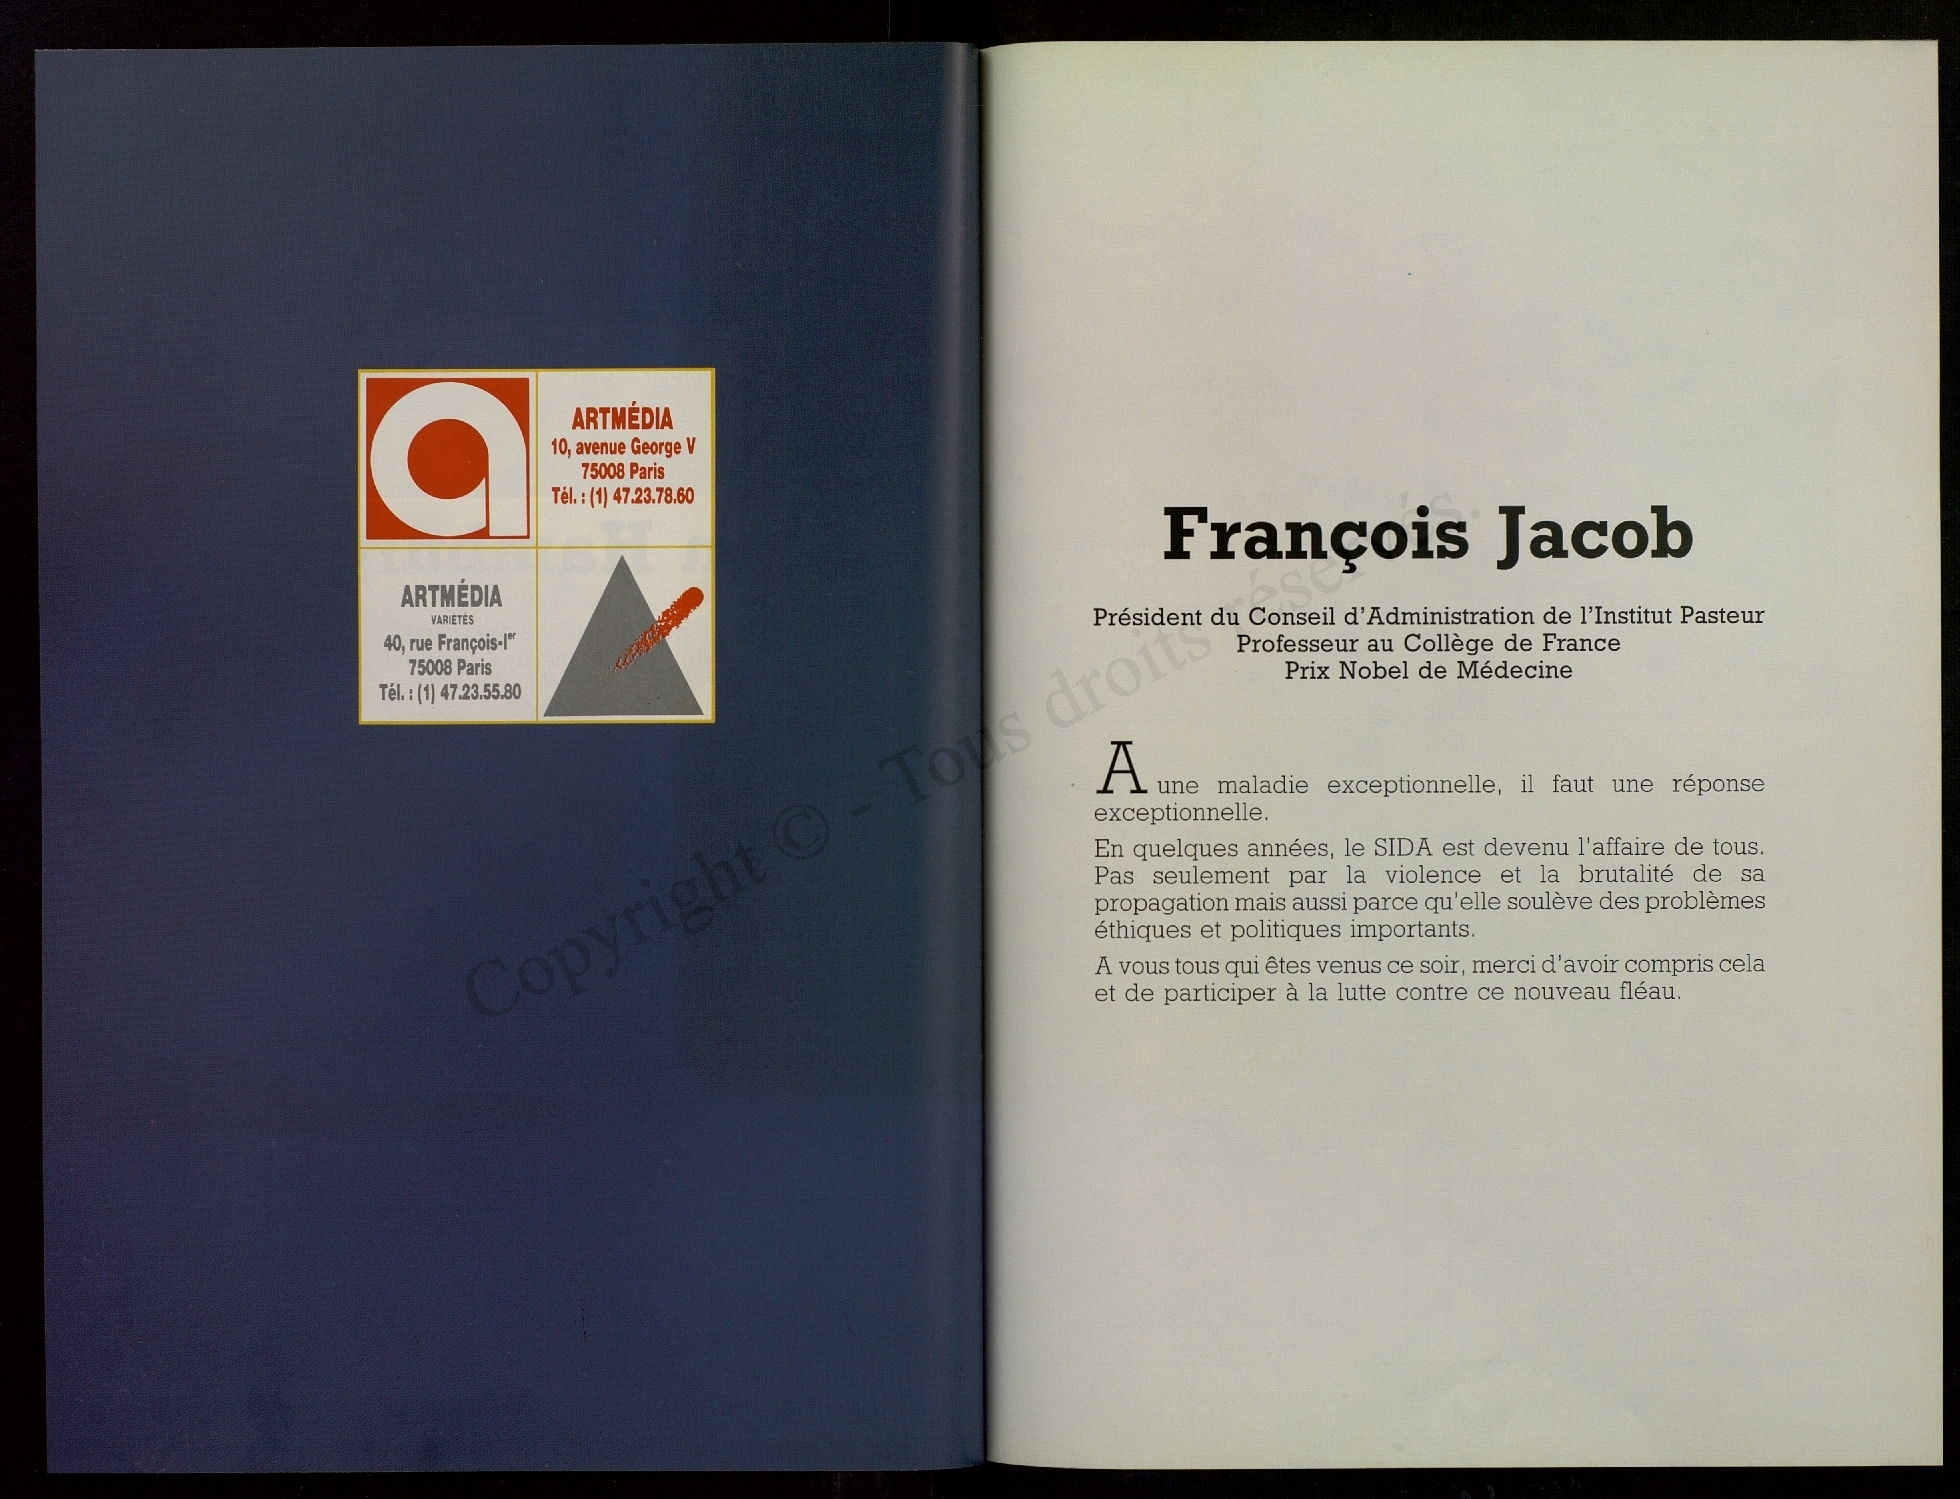 ARTMÉDIA
10, avenue George V
75008 Paris
Tél. : (1) 47.23.78.60
ARTMÉDIA
VARIETÉS
40, rue François-Ier
75008 Paris
Tél. : (1) 47.23.55.80
François Jacob
Président du Conseil d'Administration de l'Institut Pasteur
Professeur au Collège de France
Prix Nobel de Médecine
A une maladie exceptionnelle, il faut une réponse
exceptionnelle.
En quelques années, le SIDA est devenu l'affaire de tous.
Pas seulement par la violence et la brutalité de sa
propagation mais aussi parce qu'elle soulève des problèmes
éthiques et politiques importants.
A vous tous qui êtes venus ce soir, merci d'avoir compris cela
et de participer à la lutte contre ce nouveau fléau.
Copyright © - Tous droits réservés.